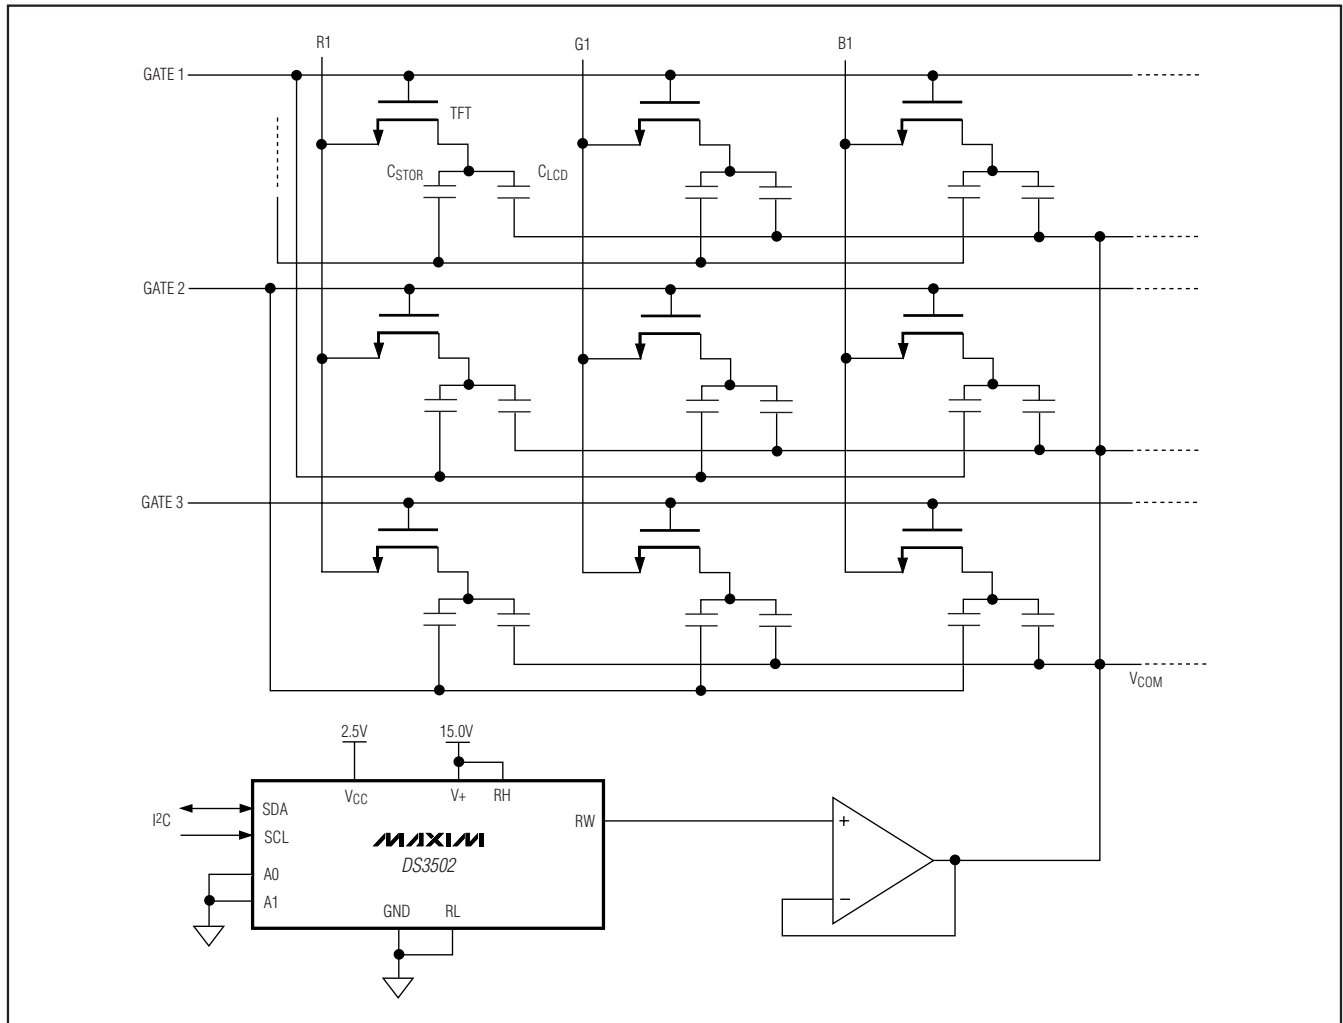 R1 G1 B1
GATE 1
TFT
CSTOR CLCD
GATE 2
GATE 3
VCOM
2.5V 15.0V
VCC V+ RH
I2C SDA RW + 
SCL
MAXIM
DS3502
A0
A1 −
GND RL